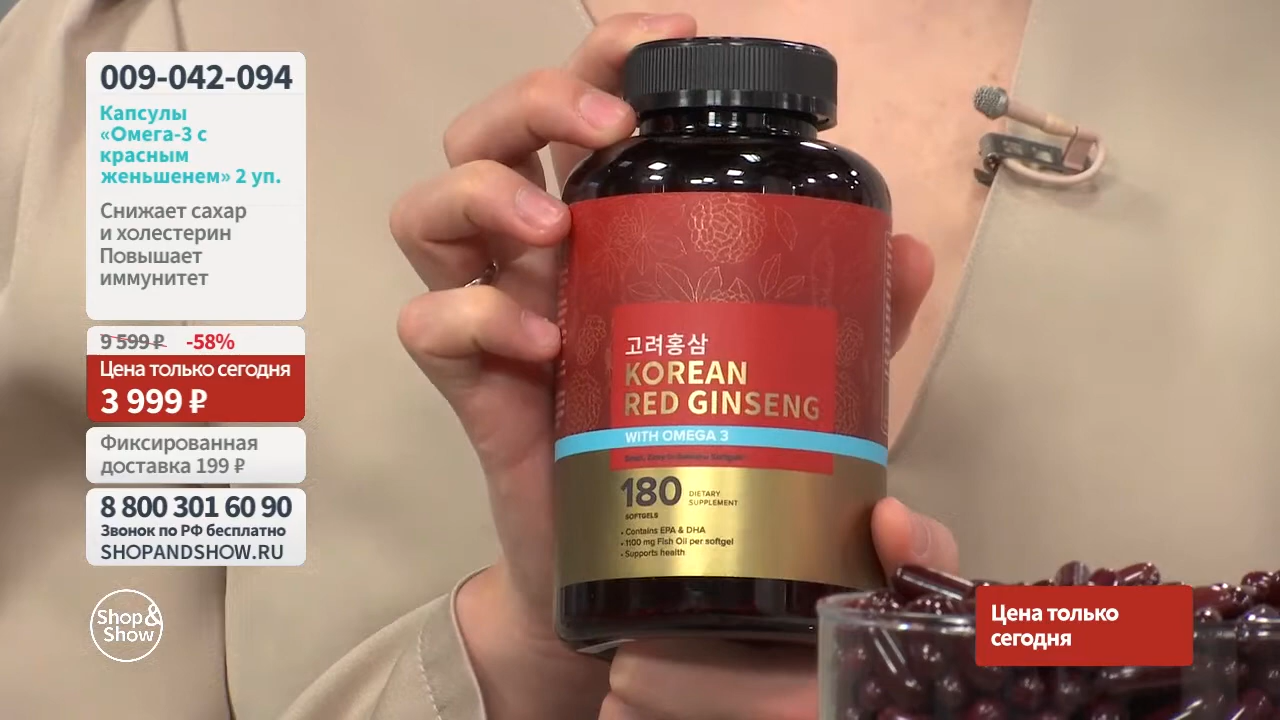 009-042-094
Капсулы
«Омега-3 с
красным
женьшенем» 2 уп.
Снижает сахар
и холестерин
Повышает
иммунитет
9 599 ₽ -58%
Цена только сегодня
3 999 ₽
Фиксированная
доставка 199 ₽
8 800 301 60 90
Звонок по РФ бесплатно
SHOPANDSHOW.RU
Shop&
Show
고려홍삼
KOREAN
RED GINSENG
WITH OMEGA 3
180
SOFTGELS
DIETARY
SUPPLEMENT
• Contains EPA & DHA
• 1100 mg Fish Oil per softgel
• Supports health
Цена только
сегодня